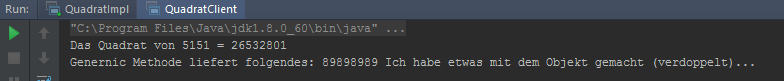 Run: QuadratImpl QuadratClient
"C:\Program Files\Java\jdk1.8.0_60\bin\java" ...
Das Quadrat von 5151 = 26532801
Genernic Methode liefert folgendes: 89898989 Ich habe etwas mit dem Objekt gemacht (verdoppelt)...